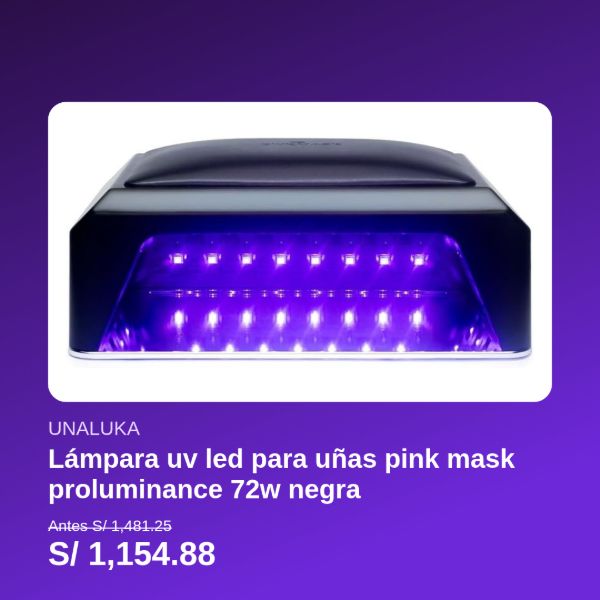 UNALUKA
Lámpara uv led para uñas pink mask
proluminance 72w negra
Antes S/ 1,481.25
S/ 1,154.88